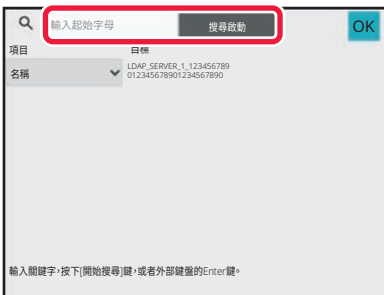 輸入起始字母
搜尋啟動
OK
項目
目標
名稱
LDAP_SERVER_1_123456789
012345678901234567890
輸入關鍵字,按下[開始搜尋]鍵,或者外部鍵盤的Enter鍵。